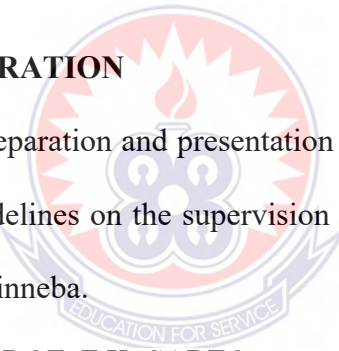 RATION
eparation and presentation
delines on the supervision
inneba.
EDUCATION FOR SERVICE